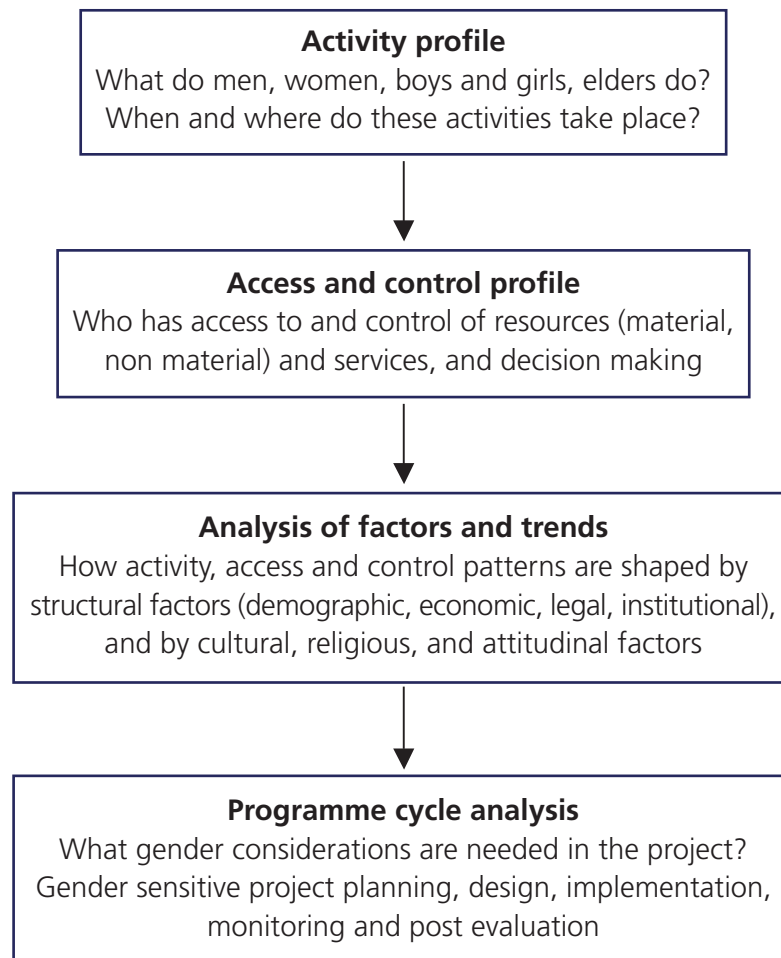 Activity profile
What do men, women, boys and girls, elders do?
When and where do these activities take place?
Access and control profile
Who has access to and control of resources (material,
non material) and services, and decision making
Analysis of factors and trends
How activity, access and control patterns are shaped by
structural factors (demographic, economic, legal, institutional),
and by cultural, religious, and attitudinal factors
Programme cycle analysis
What gender considerations are needed in the project?
Gender sensitive project planning, design, implementation,
monitoring and post evaluation